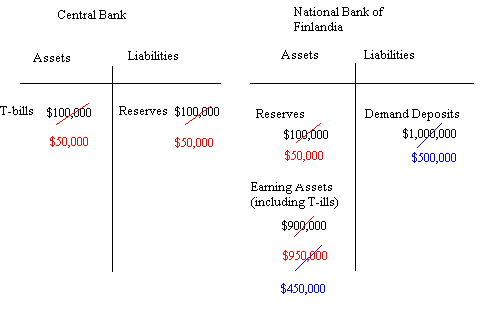 Central Bank
National Bank of
Finlandia
Assets Liabilities
Assets Liabilities
T-bills $100,000 Reserves $100,000
$50,000 $50,000
Reserves Demand Deposits
$100,000 $1,000,000
$50,000 $500,000
Earning Assets
(including T-ills)
$900,000
$950,000
$450,000